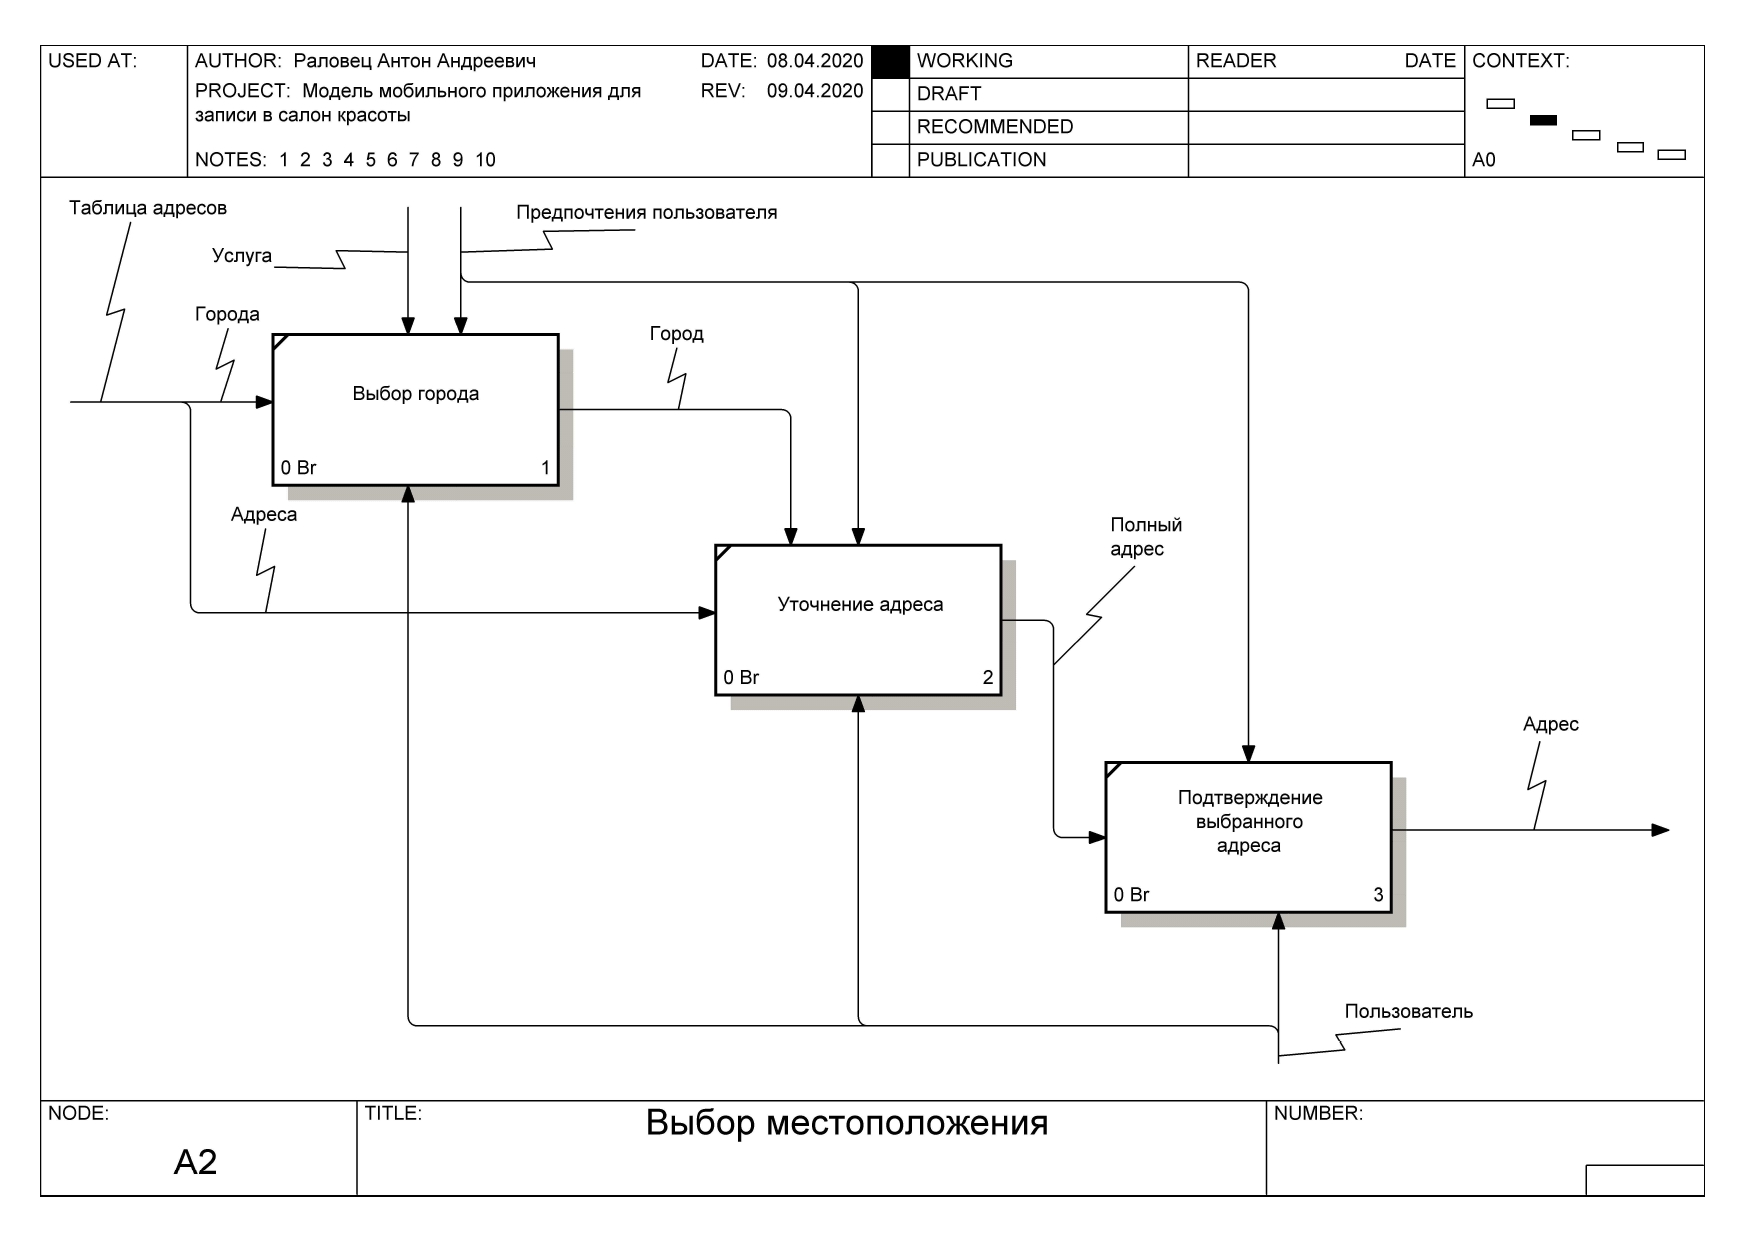 USED AT:
AUTHOR: Раловец Антон Андреевич
DATE: 08.04.2020
PROJECT: Модель мобильного приложения для
записи в салон красоты
REV: 09.04.2020
NOTES: 1 2 3 4 5 6 7 8 9 10
WORKING
DRAFT
RECOMMENDED
PUBLICATION
READER DATE
CONTEXT:
A0
Таблица адресов
Предпочтения пользователя
Услуга
Города
Город
Выбор города
0 Br 1
Адреса
Полный
адрес
Уточнение адреса
0 Br 2
Адрес
Подтверждение
выбранного
адреса
0 Br 3
Пользователь
NODE:
A2
TITLE:
Выбор местоположения
NUMBER: